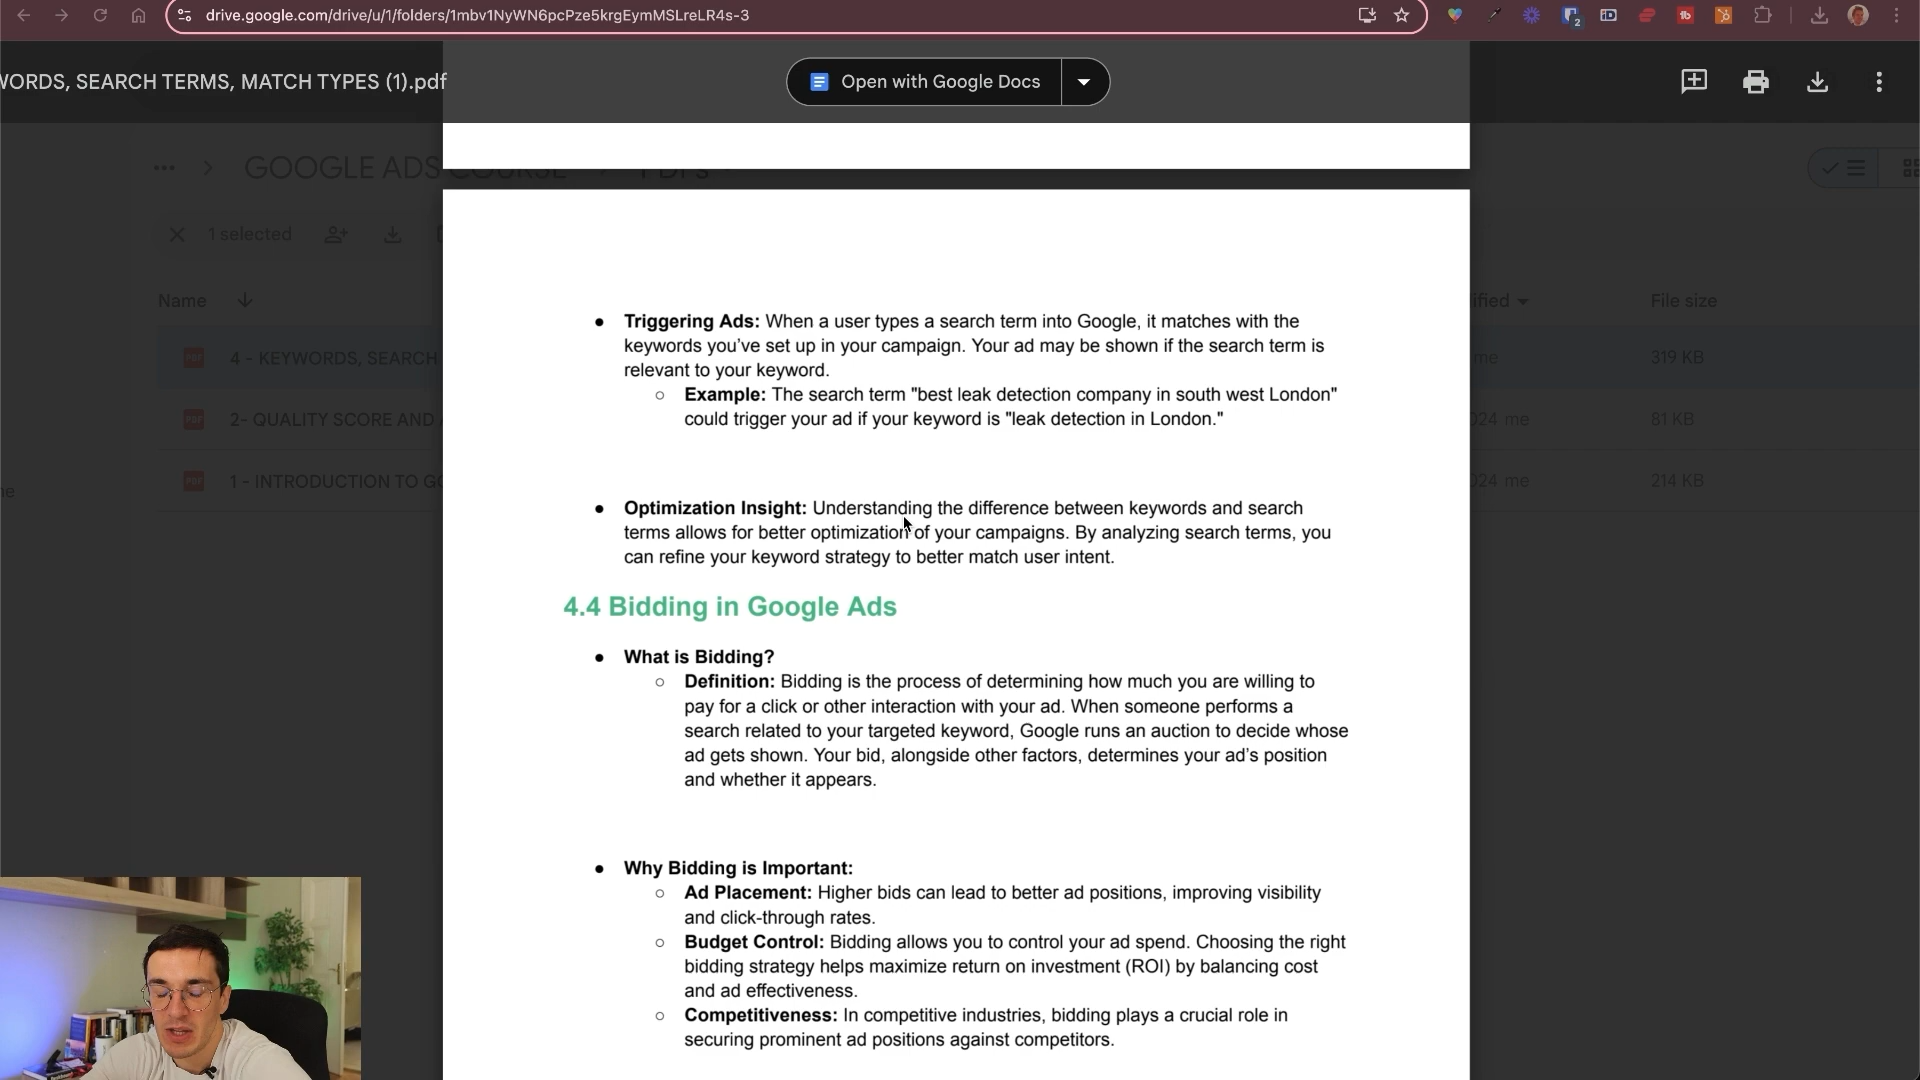 drive.google.com/drive/u/1/folders/1mbv1NyWN6pcPze5krgEymMSLreLR4s-3
WORDS, SEARCH TERMS, MATCH TYPES (1).pdf
Open with Google Docs
GOOGLE ADS COURSE
PDFs
1 selected
Name
ified
File size
4 - KEYWORDS, SEARCH
me
319 KB
2- QUALITY SCORE AND
024 me
81 KB
1 - INTRODUCTION TO GO
024 me
214 KB
● Triggering Ads: When a user types a search term into Google, it matches with the
keywords you’ve set up in your campaign. Your ad may be shown if the search term is
relevant to your keyword.
○ Example: The search term "best leak detection company in south west London"
could trigger your ad if your keyword is "leak detection in London."
● Optimization Insight: Understanding the difference between keywords and search
terms allows for better optimization of your campaigns. By analyzing search terms, you
can refine your keyword strategy to better match user intent.
4.4 Bidding in Google Ads
● What is Bidding?
○ Definition: Bidding is the process of determining how much you are willing to
pay for a click or other interaction with your ad. When someone performs a
search related to your targeted keyword, Google runs an auction to decide whose
ad gets shown. Your bid, alongside other factors, determines your ad’s position
and whether it appears.
● Why Bidding is Important:
○ Ad Placement: Higher bids can lead to better ad positions, improving visibility
and click-through rates.
○ Budget Control: Bidding allows you to control your ad spend. Choosing the right
bidding strategy helps maximize return on investment (ROI) by balancing cost
and ad effectiveness.
○ Competitiveness: In competitive industries, bidding plays a crucial role in
securing prominent ad positions against competitors.